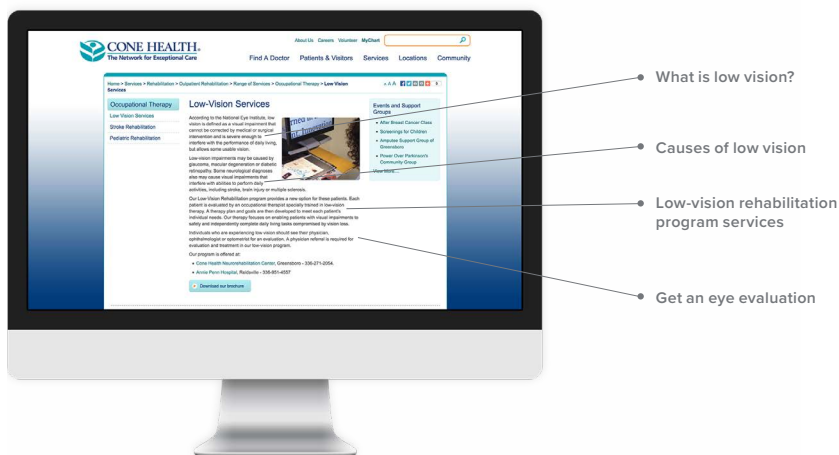 About Us Careers Volunteer MyChart
CONE HEALTH®
The Network for Exceptional Care
Find A Doctor Patients & Visitors Services Locations Community
Home > Services > Rehabilitation > Outpatient Rehabilitation > Range of Services > Occupational Therapy > Low Vision
Services
A A
Occupational Therapy
Low Vision Services
Stroke Rehabilitation
Pediatric Rehabilitation
Low-Vision Services
According to the National Eye Institute, low
vision is defined as a visual impairment that
cannot be corrected by medical or surgical
intervention and is severe enough to
interfere with the performance of daily living,
but allows some usable vision.
Low-vision impairments may be caused by
glaucoma, macular degeneration or diabetic
retinopathy. Some neurological diagnoses
also may cause visual impairments that
interfere with abilities to perform daily
activities, including stroke, brain injury or multiple sclerosis.
Our Low-Vision Rehabilitation program provides a new option for these patients. Each
patient is evaluated by an occupational therapist specially trained in low-vision
therapy. A therapy plan and goals are then developed to meet each patient's
individual needs. Our therapy focuses on enabling patients with visual impairments to
safely and independently complete daily living tasks compromised by vision loss.
Individuals who are experiencing low vision should see their physician,
ophthalmologist or optometrist for an evaluation. A physician referral is required for
evaluation and treatment in our low-vision program.
Our program is offered at:
• Cone Health Neurorehabilitation Center, Greensboro - 336-271-2054.
• Annie Penn Hospital, Reidsville - 336-951-4557
Download our brochure
Events and Support
Groups
• After Breast Cancer Class
• Screenings for Children
• Amputee Support Group of
Greensboro
• Power Over Parkinson's
Community Group
View More...
What is low vision?
Causes of low vision
Low-vision rehabilitation
program services
Get an eye evaluation